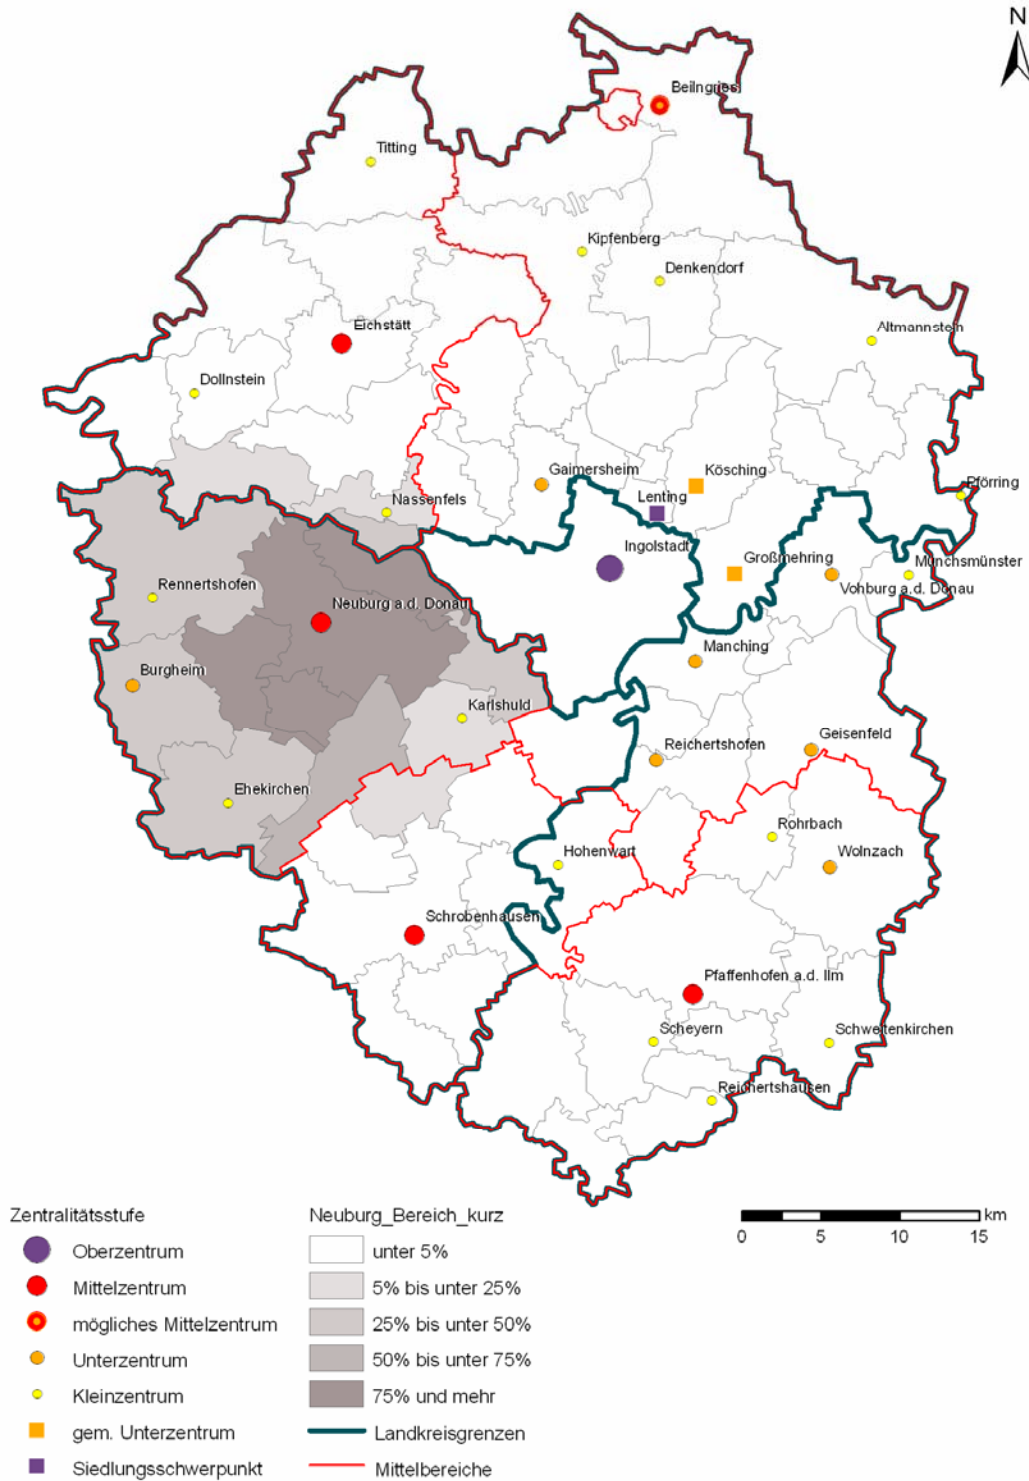 N
Beilngries
Titting
Kipfenberg
Denkendorf
Eichstätt
Altmannstein
Dollnstein
Gaimersheim
Kösching
Nassenfels
Lenting
Pförring
Ingolstadt
Großmehring
Münchsmünster
Rennertshofen
Vohburg a.d. Donau
Neuburg a.d. Donau
Manching
Burgheim
Karlshuld
Reichertshofen
Geisenfeld
Ehekirchen
Rohrbach
Hohenwart
Wolnzach
Schrobenhausen
Pfaffenhofen a.d. Ilm
Scheyern
Schweitenkirchen
Reichertshausen
km
0 5 10 15
Zentralitätsstufe
Oberzentrum
Mittelzentrum
mögliches Mittelzentrum
Unterzentrum
Kleinzentrum
gem. Unterzentrum
Siedlungsschwerpunkt
Neuburg_Bereich_kurz
unter 5%
5% bis unter 25%
25% bis unter 50%
50% bis unter 75%
75% und mehr
Landkreisgrenzen
Mittelbereiche